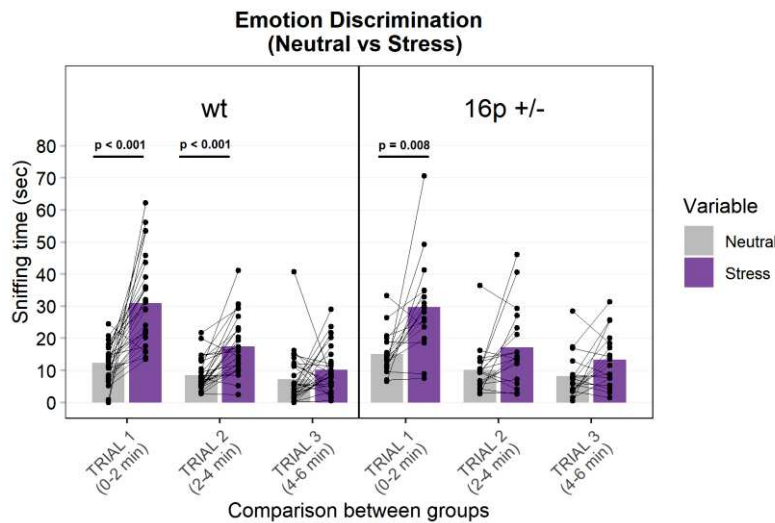 Emotion Discrimination
(Neutral vs Stress)
wt
16p +/-
p < 0.001
p < 0.001
p = 0.008
Sniffing time (sec)
80
70
60
50
40
30
20
10
0
TRIAL 1
(0-2 min)
TRIAL 2
(2-4 min)
TRIAL 3
(4-6 min)
TRIAL 1
(0-2 min)
TRIAL 2
(2-4 min)
TRIAL 3
(4-6 min)
Comparison between groups
Variable
Neutral
Stress